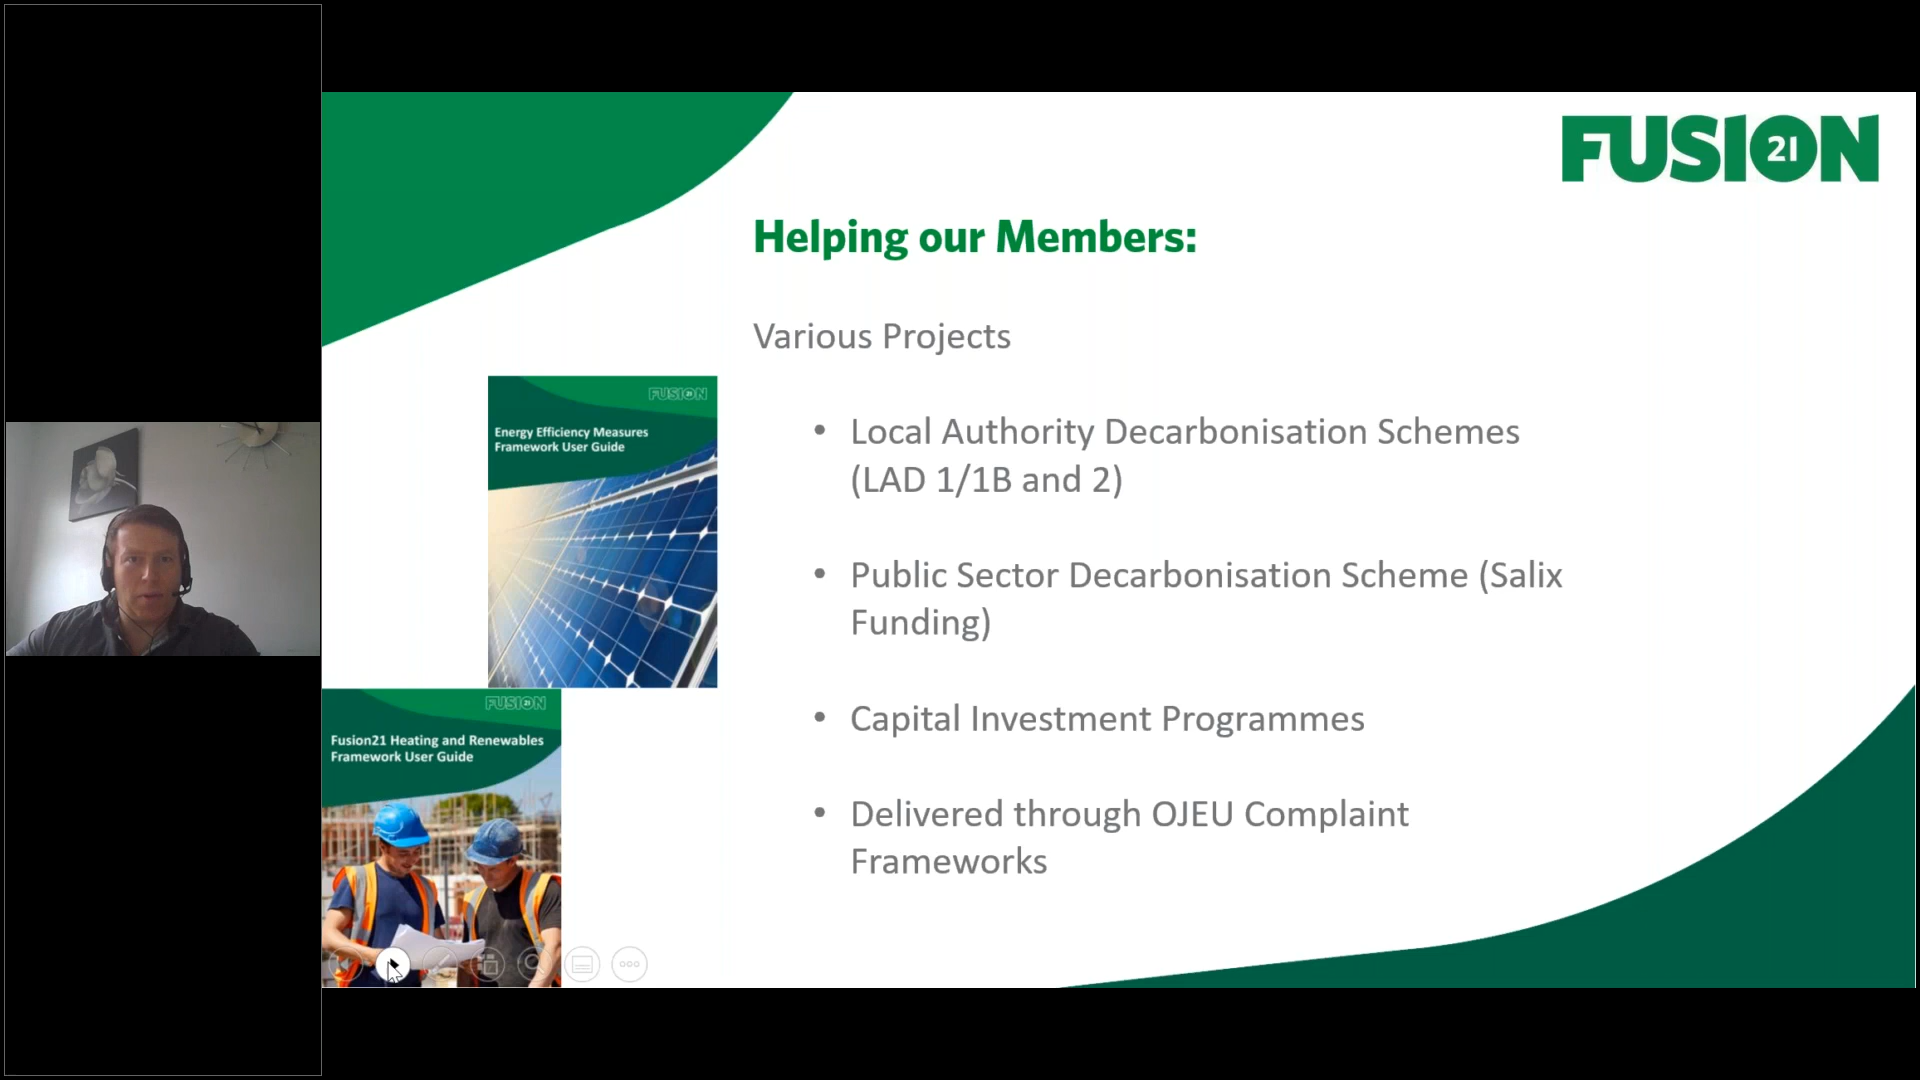 FUSION
21
Helping our Members:
Various Projects
• Local Authority Decarbonisation Schemes
(LAD 1/1B and 2)
• Public Sector Decarbonisation Scheme (Salix
Funding)
• Capital Investment Programmes
• Delivered through OJEU Complaint
Frameworks
FUSION
21
Energy Efficiency Measures
Framework User Guide
FUSION
21
Fusion21 Heating and Renewables
Framework User Guide